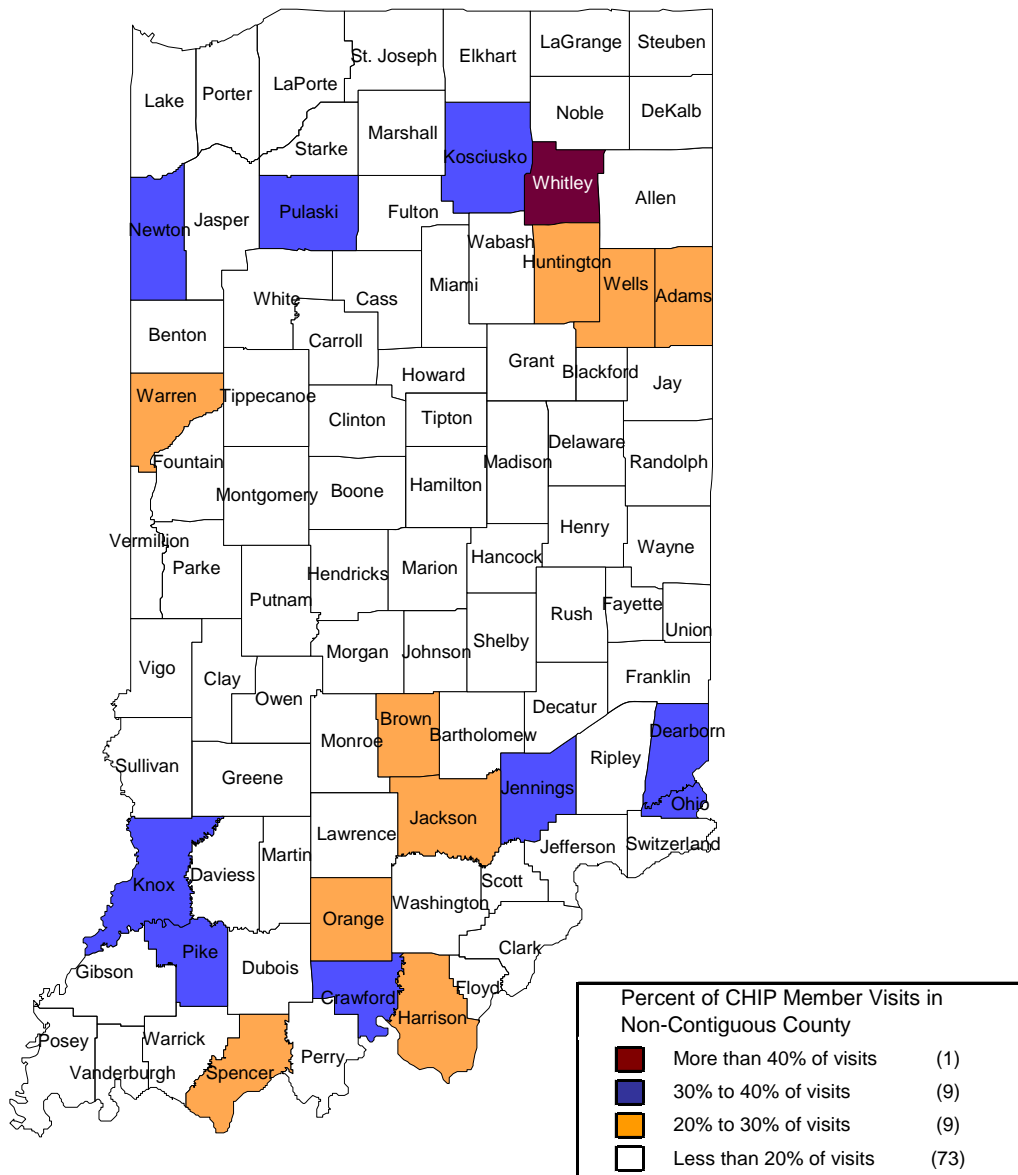 LaGrange
Steuben
St. Joseph
Elkhart
LaPorte
Porter
Lake
Noble
DeKalb
Marshall
Starke
Kosciusko
Whitley
Allen
Newton
Jasper
Pulaski
Fulton
Wabash
Huntington
Wells
Adams
White
Cass
Miami
Benton
Carroll
Grant
Blackford
Jay
Howard
Warren
Tippecanoe
Clinton
Tipton
Delaware
Madison
Randolph
Fountain
Montgomery
Boone
Hamilton
Henry
Vermillion
Parke
Hendricks
Marion
Hancock
Wayne
Putnam
Rush
Fayette
Union
Morgan
Johnson
Shelby
Vigo
Clay
Owen
Franklin
Decatur
Brown
Bartholomew
Dearborn
Monroe
Ripley
Sullivan
Greene
Jennings
Ohio
Jackson
Lawrence
Martin
Jefferson
Switzerland
Daviess
Knox
Scott
Washington
Orange
Clark
Pike
Dubois
Gibson
Floyd
Crawford
Harrison
Posey
Warrick
Vanderburgh
Spencer
Perry
Percent of CHIP Member Visits in
Non-Contiguous County
More than 40% of visits (1)
30% to 40% of visits (9)
20% to 30% of visits (9)
Less than 20% of visits (73)